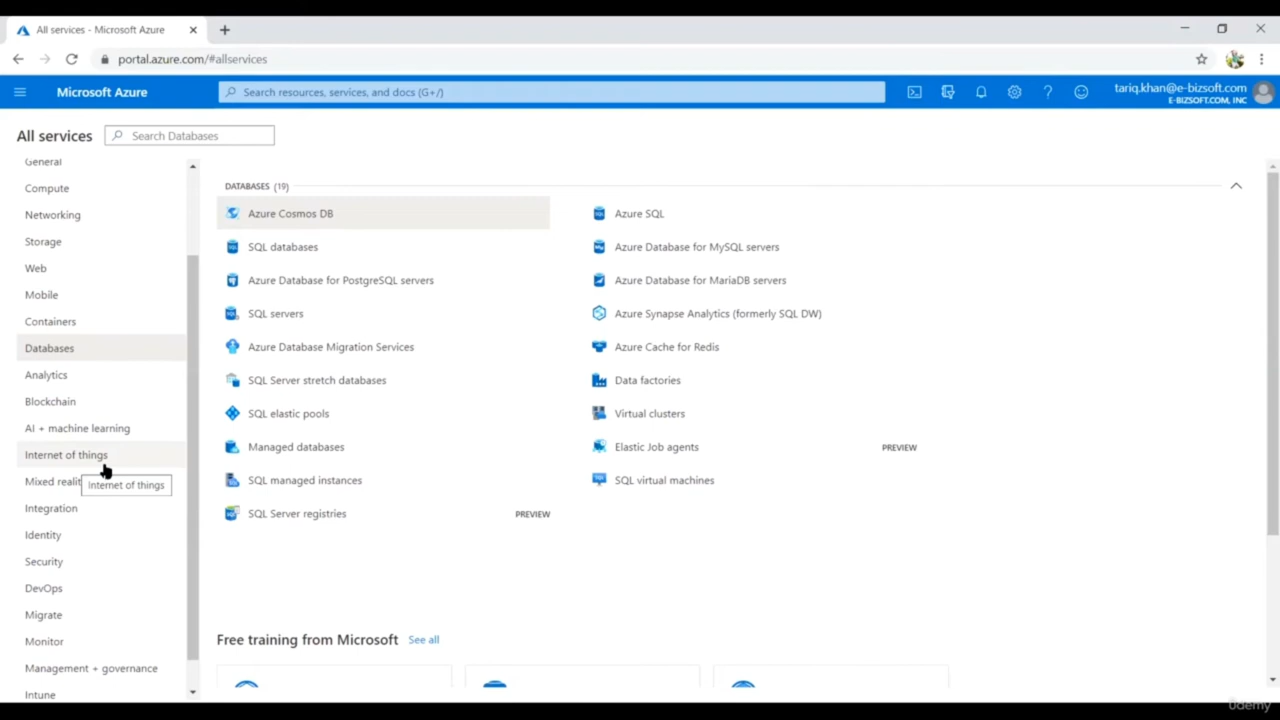 All services - Microsoft Azure
portal.azure.com/#allservices
Microsoft Azure
Search resources, services, and docs (G+/)
tariq.khan@e-bizsoft.com
E-BIZSOFT.COM, INC
All services
Search Databases
General
Compute
Networking
Storage
Web
Mobile
Containers
Databases
Analytics
Blockchain
AI + machine learning
Internet of things
Mixed realit
Internet of things
Integration
Identity
Security
DevOps
Migrate
Monitor
Management + governance
Intune
DATABASES (19)
Azure Cosmos DB
Azure SQL
SQL databases
Azure Database for MySQL servers
Azure Database for PostgreSQL servers
Azure Database for MariaDB servers
SQL servers
Azure Synapse Analytics (formerly SQL DW)
Azure Database Migration Services
Azure Cache for Redis
SQL Server stretch databases
Data factories
SQL elastic pools
Virtual clusters
Managed databases
Elastic Job agents PREVIEW
SQL managed instances
SQL virtual machines
SQL Server registries PREVIEW
Free training from Microsoft See all
ûdemy